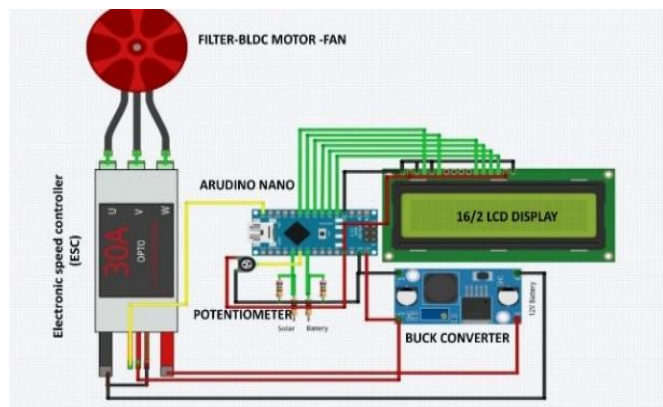 FILTER-BLDC MOTOR -FAN
Electronic speed controller
(ESC)
U
V
W
30A
OPTO
ARUDINO NANO
16/2 LCD DISPLAY
POTENTIOMETER
Solar
Batery
BUCK CONVERTER
12V Battery